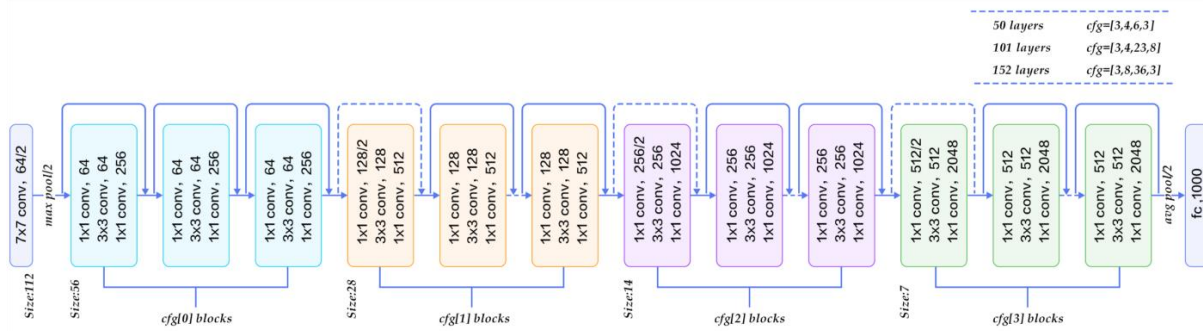 50 layers cfg=[3,4,6,3]
101 layers cfg=[3,4,23,8]
152 layers cfg=[3,8,36,3]
7x7 conv, 64/2
max pool/2
1x1 conv, 64
3x3 conv, 64
1x1 conv, 256
1x1 conv, 64
3x3 conv, 64
1x1 conv, 256
1x1 conv, 64
3x3 conv, 64
1x1 conv, 256
1x1 conv, 128/2
3x3 conv, 128
1x1 conv, 512
1x1 conv, 128
3x3 conv, 128
1x1 conv, 512
1x1 conv, 128
3x3 conv, 128
1x1 conv, 512
1x1 conv, 256/2
3x3 conv, 256
1x1 conv, 1024
1x1 conv, 256
3x3 conv, 256
1x1 conv, 1024
1x1 conv, 256
3x3 conv, 256
1x1 conv, 1024
1x1 conv, 512/2
3x3 conv, 512
1x1 conv, 2048
1x1 conv, 512
3x3 conv, 512
1x1 conv, 2048
1x1 conv, 512
3x3 conv, 512
1x1 conv, 2048
avg pool/2
fc ,1000
Size:112
Size:56
cfg[0] blocks
Size:28
cfg[1] blocks
Size:14
cfg[2] blocks
Size:7
cfg[3] blocks